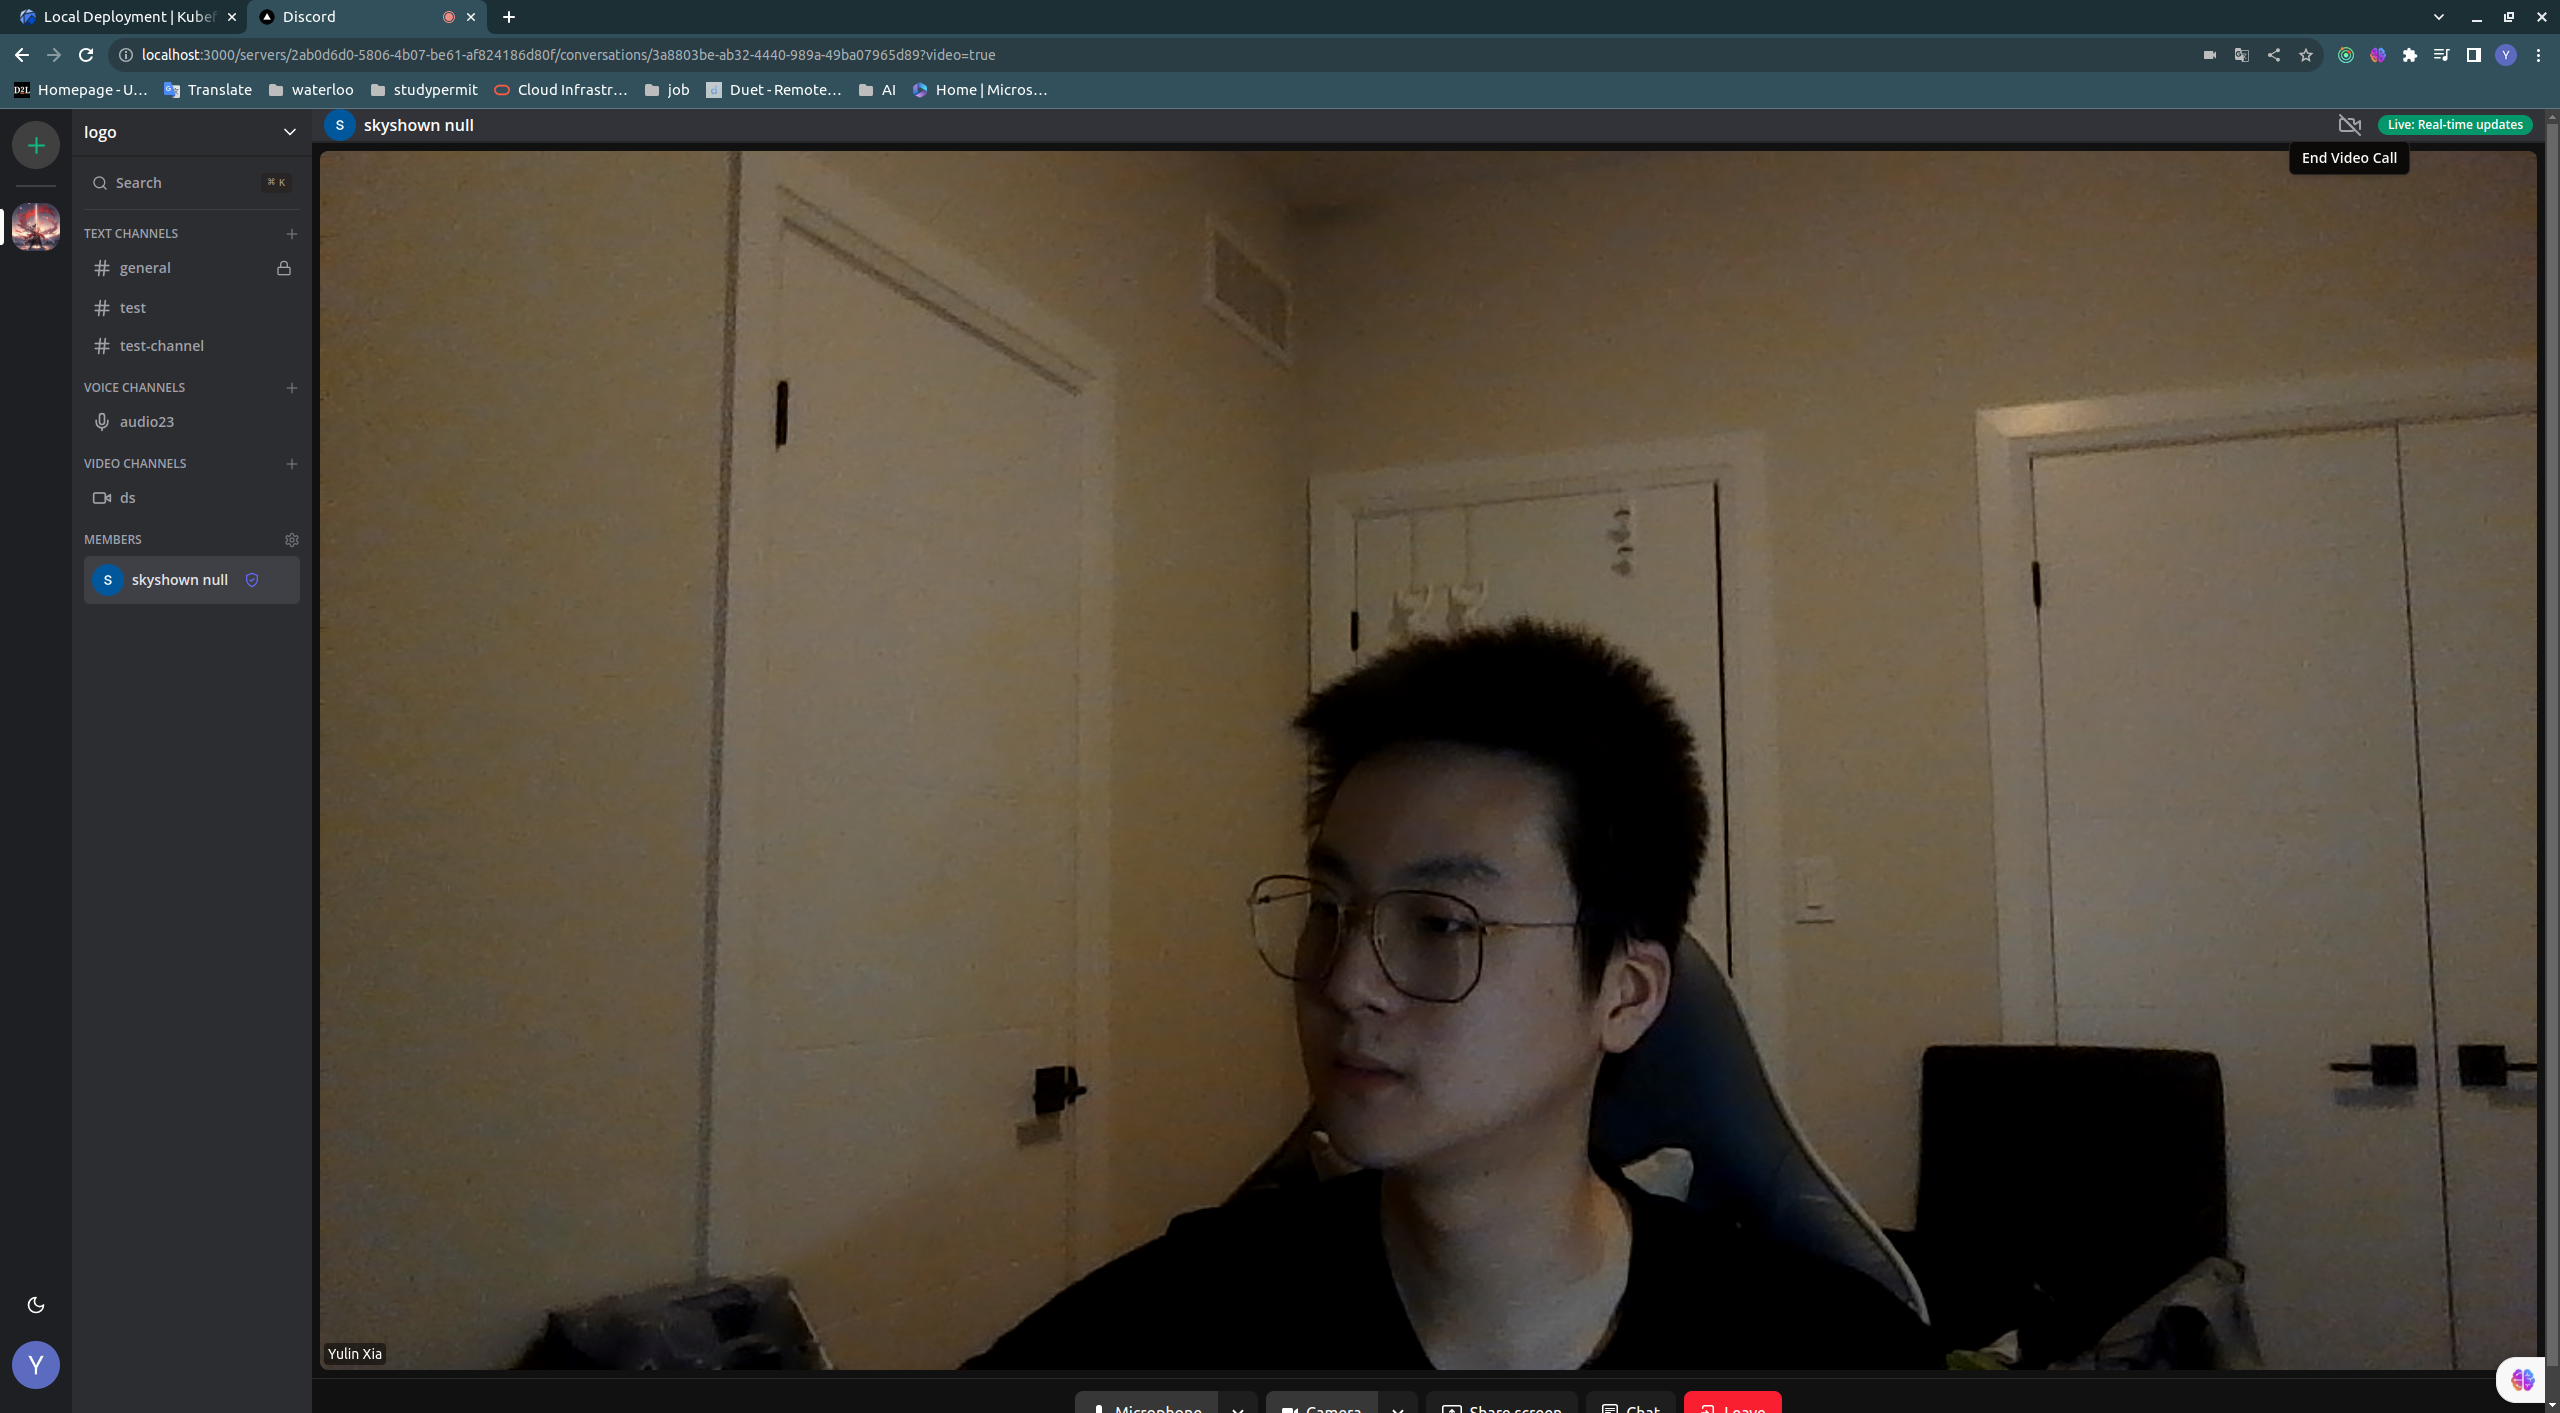 Local Deployment | Kubef
Discord
localhost:3000/servers/2ab0d6d0-5806-4b07-be61-af824186d80f/conversations/3a8803be-ab32-4440-989a-49ba07965d89?video=true
Y
D2L Homepage - U...
Translate
waterloo
studypermit
Cloud Infrastr...
job
d Duet - Remote...
AI
Home | Micros...
logo
S skyshown null
Live: Real-time updates
End Video Call
Search
⌘ K
TEXT CHANNELS
general
test
test-channel
VOICE CHANNELS
audio23
VIDEO CHANNELS
ds
MEMBERS
S skyshown null
Yulin Xia
Y
Microphone
Camera
Share screen
Chat
Leave